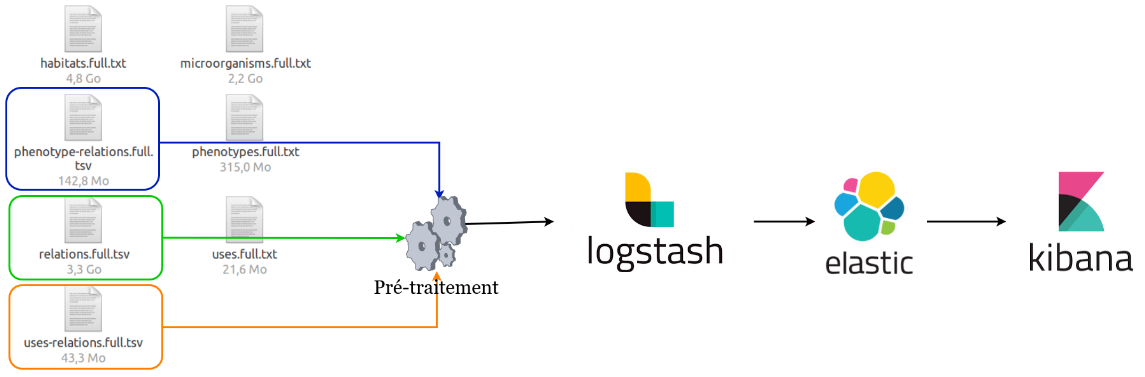 habitats.full.txt
4,8 Go
microorganisms.full.txt
2,2 Go
phenotype-relations.full.
tsv
142,8 Mo
phenotypes.full.txt
315,0 Mo
relations.full.tsv
3,3 Go
uses.full.txt
21,6 Mo
uses-relations.full.tsv
43,3 Mo
Pré-traitement
logstash
elastic
kibana